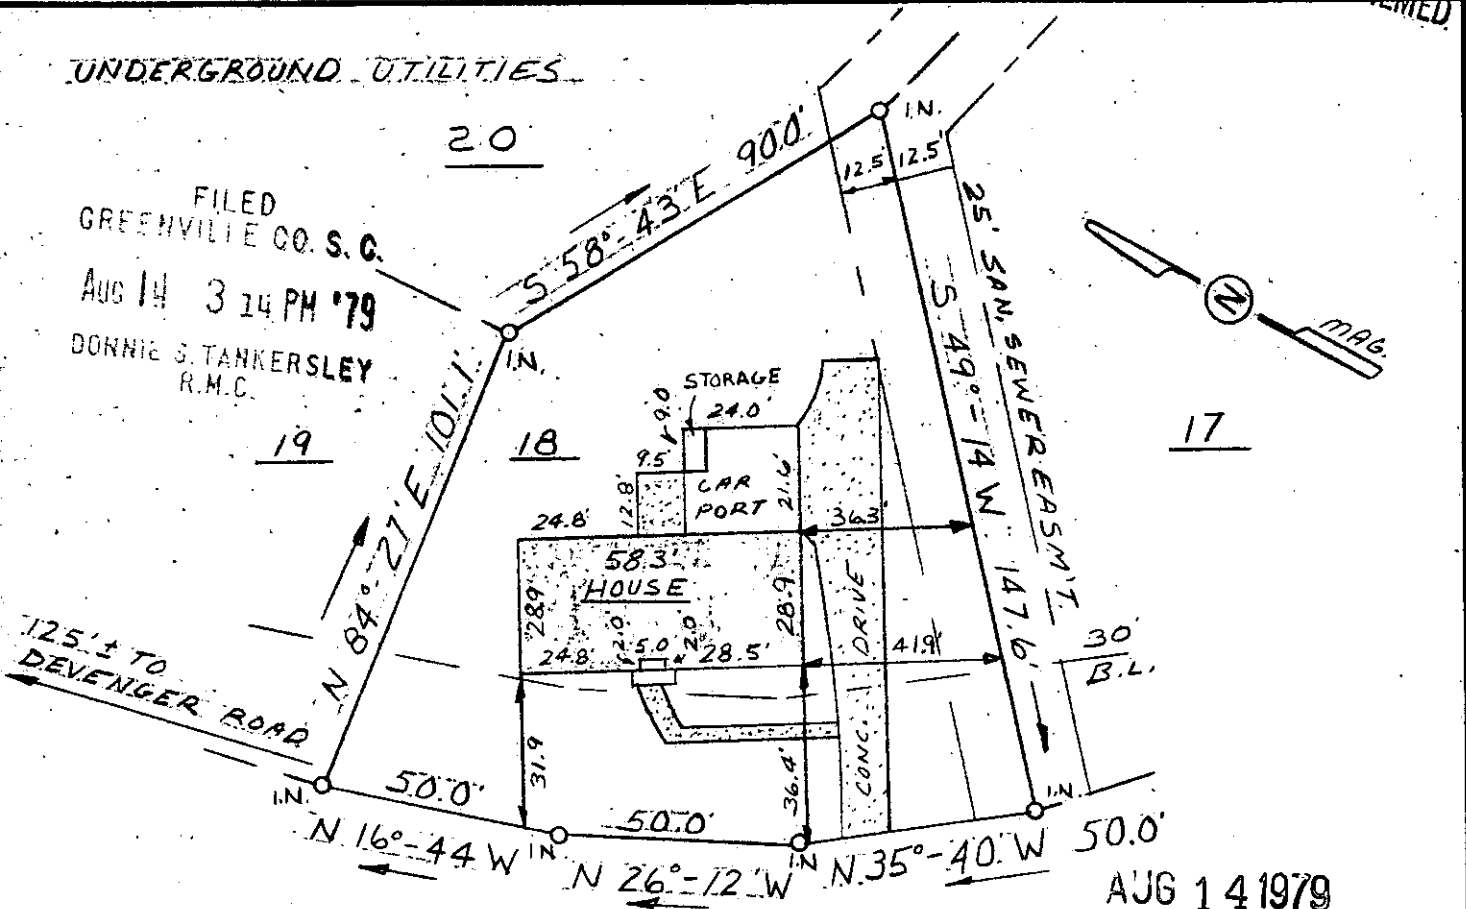 UNDERGROUND UTILITIES
20
FILED
GREENVILLE CO. S. C.
AUG 14 3 14 PM '79
DONNIE S. TANKERSLEY
R.M.C.
S 58°-43' E 90.0'
I.N.
12.5' 12.5'
25' SAN. SEWER EASM'T.
N
MAG.
I.N.
N 84°-27' E 101.1'
19
18
17
STORAGE
9.0
24.0'
9.5'
12.8'
CAR
PORT
21.6'
S 49°-14 W 147.6'
24.8'
36.3'
58.3'
HOUSE
28.9
28.9
CONC. DRIVE
2.0
5.0
2.0
24.8'
28.5'
41.9'
30'
B.L.
125' ± TO
DEVENGER ROAD
31.9
36.4'
I.N.
50.0'
N 16°-44 W
I.N
50.0'
N 26°-12' W
I.N
N 35°-40' W 50.0'
I.N.
AUG 14 1979